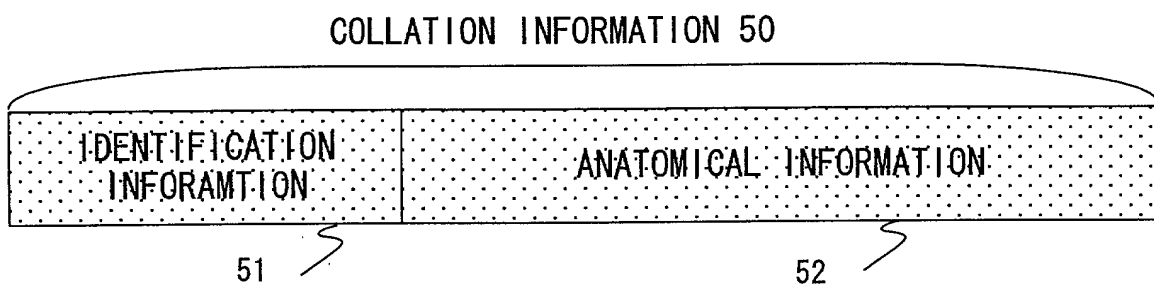 COLLATION INFORMATION 50
IDENTIFICATION
INFORAMTION
ANATOMICAL INFORMATION
51
52